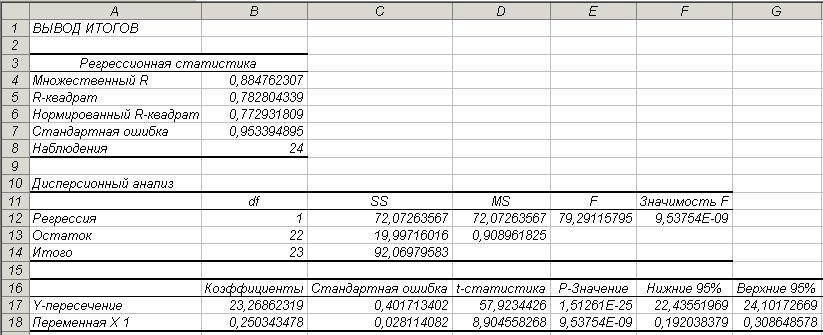 A B C D E F G
1 ВЫВОД ИТОГОВ
2
3 Регрессионная статистика
4 Множественный R 0,884762307
5 R-квадрат 0,782804339
6 Нормированный R-квадрат 0,772931809
7 Стандартная ошибка 0,953394895
8 Наблюдения 24
9
10 Дисперсионный анализ
11 df SS MS F Значимость F
12 Регрессия 1 72,07263567 72,07263567 79,29115795 9,53754E-09
13 Остаток 22 19,99716016 0,908961825
14 Итого 23 92,06979583
15
16 Коэффициенты Стандартная ошибка t-статистика P-Значение Нижние 95% Верхние 95%
17 Y-пересечение 23,26862319 0,401713402 57,9234426 1,51261E-25 22,43551969 24,10172669
18 Переменная X 1 0,250343478 0,028114082 8,904558268 9,53754E-09 0,192038379 0,308648578